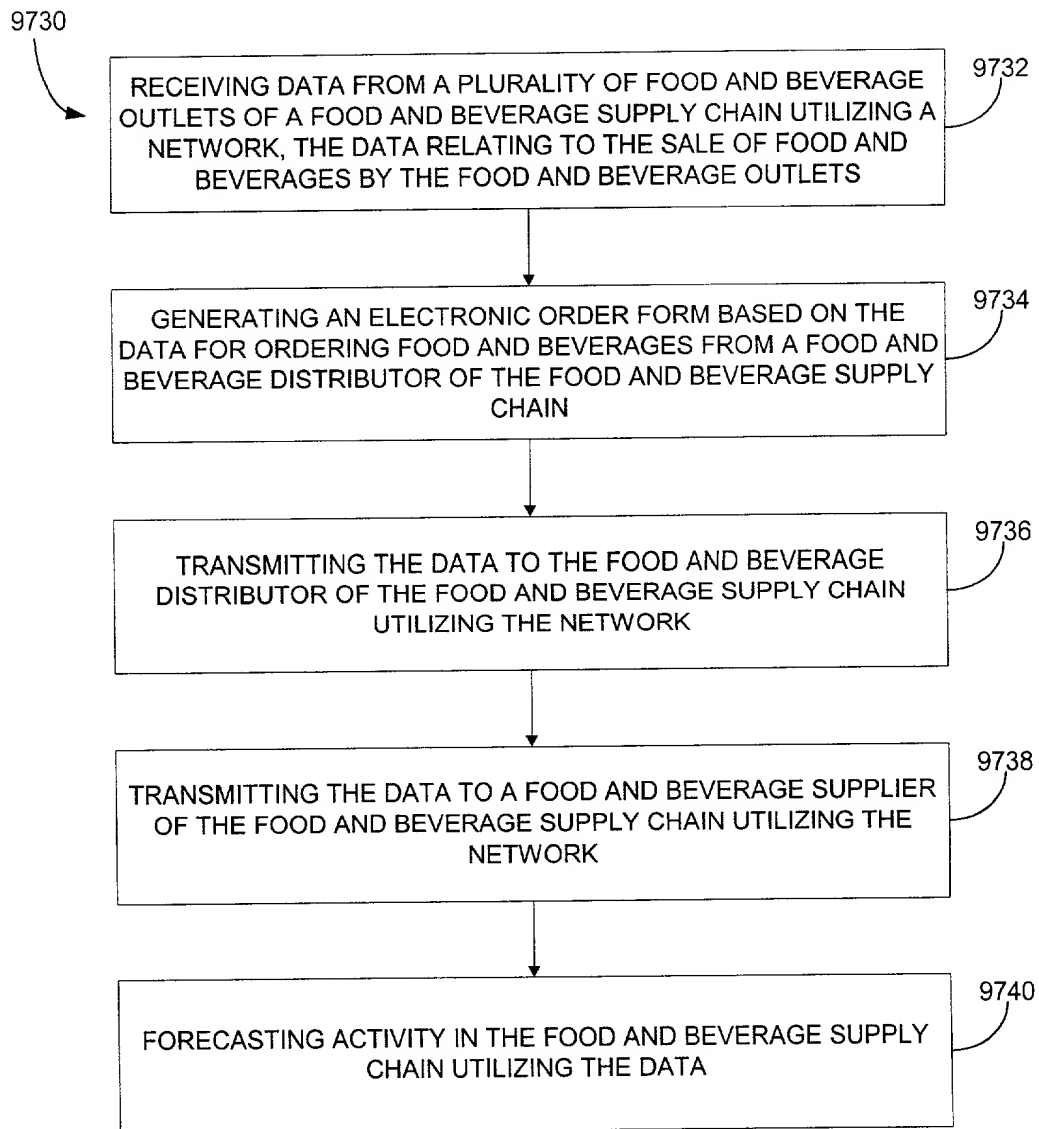 9730
9732
RECEIVING DATA FROM A PLURALITY OF FOOD AND BEVERAGE
OUTLETS OF A FOOD AND BEVERAGE SUPPLY CHAIN UTILIZING A
NETWORK, THE DATA RELATING TO THE SALE OF FOOD AND
BEVERAGES BY THE FOOD AND BEVERAGE OUTLETS
9734
GENERATING AN ELECTRONIC ORDER FORM BASED ON THE
DATA FOR ORDERING FOOD AND BEVERAGES FROM A FOOD AND
BEVERAGE DISTRIBUTOR OF THE FOOD AND BEVERAGE SUPPLY
CHAIN
9736
TRANSMITTING THE DATA TO THE FOOD AND BEVERAGE
DISTRIBUTOR OF THE FOOD AND BEVERAGE SUPPLY CHAIN
UTILIZING THE NETWORK
9738
TRANSMITTING THE DATA TO A FOOD AND BEVERAGE SUPPLIER
OF THE FOOD AND BEVERAGE SUPPLY CHAIN UTILIZING THE
NETWORK
9740
FORECASTING ACTIVITY IN THE FOOD AND BEVERAGE SUPPLY
CHAIN UTILIZING THE DATA